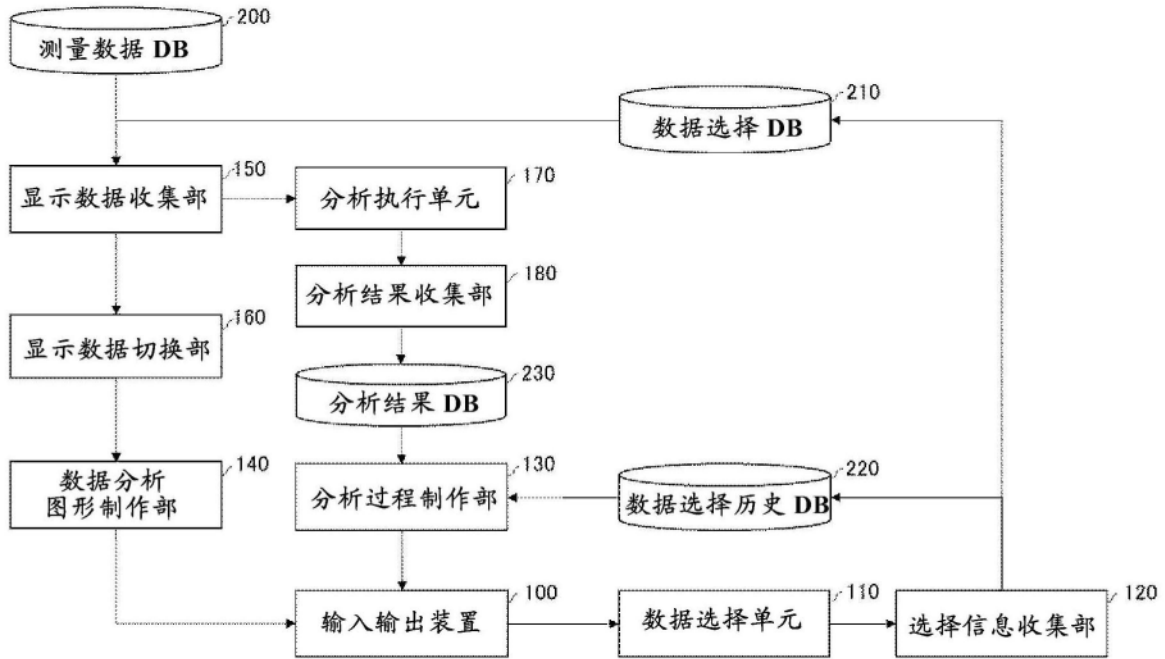 200
测量数据 DB
210
数据选择 DB
150
显示数据收集部
170
分析执行单元
180
分析结果收集部
160
显示数据切换部
230
分析结果 DB
140
数据分析
图形制作部
130
分析过程制作部
220
数据选择历史 DB
100
输入输出装置
110
数据选择单元
120
选择信息收集部